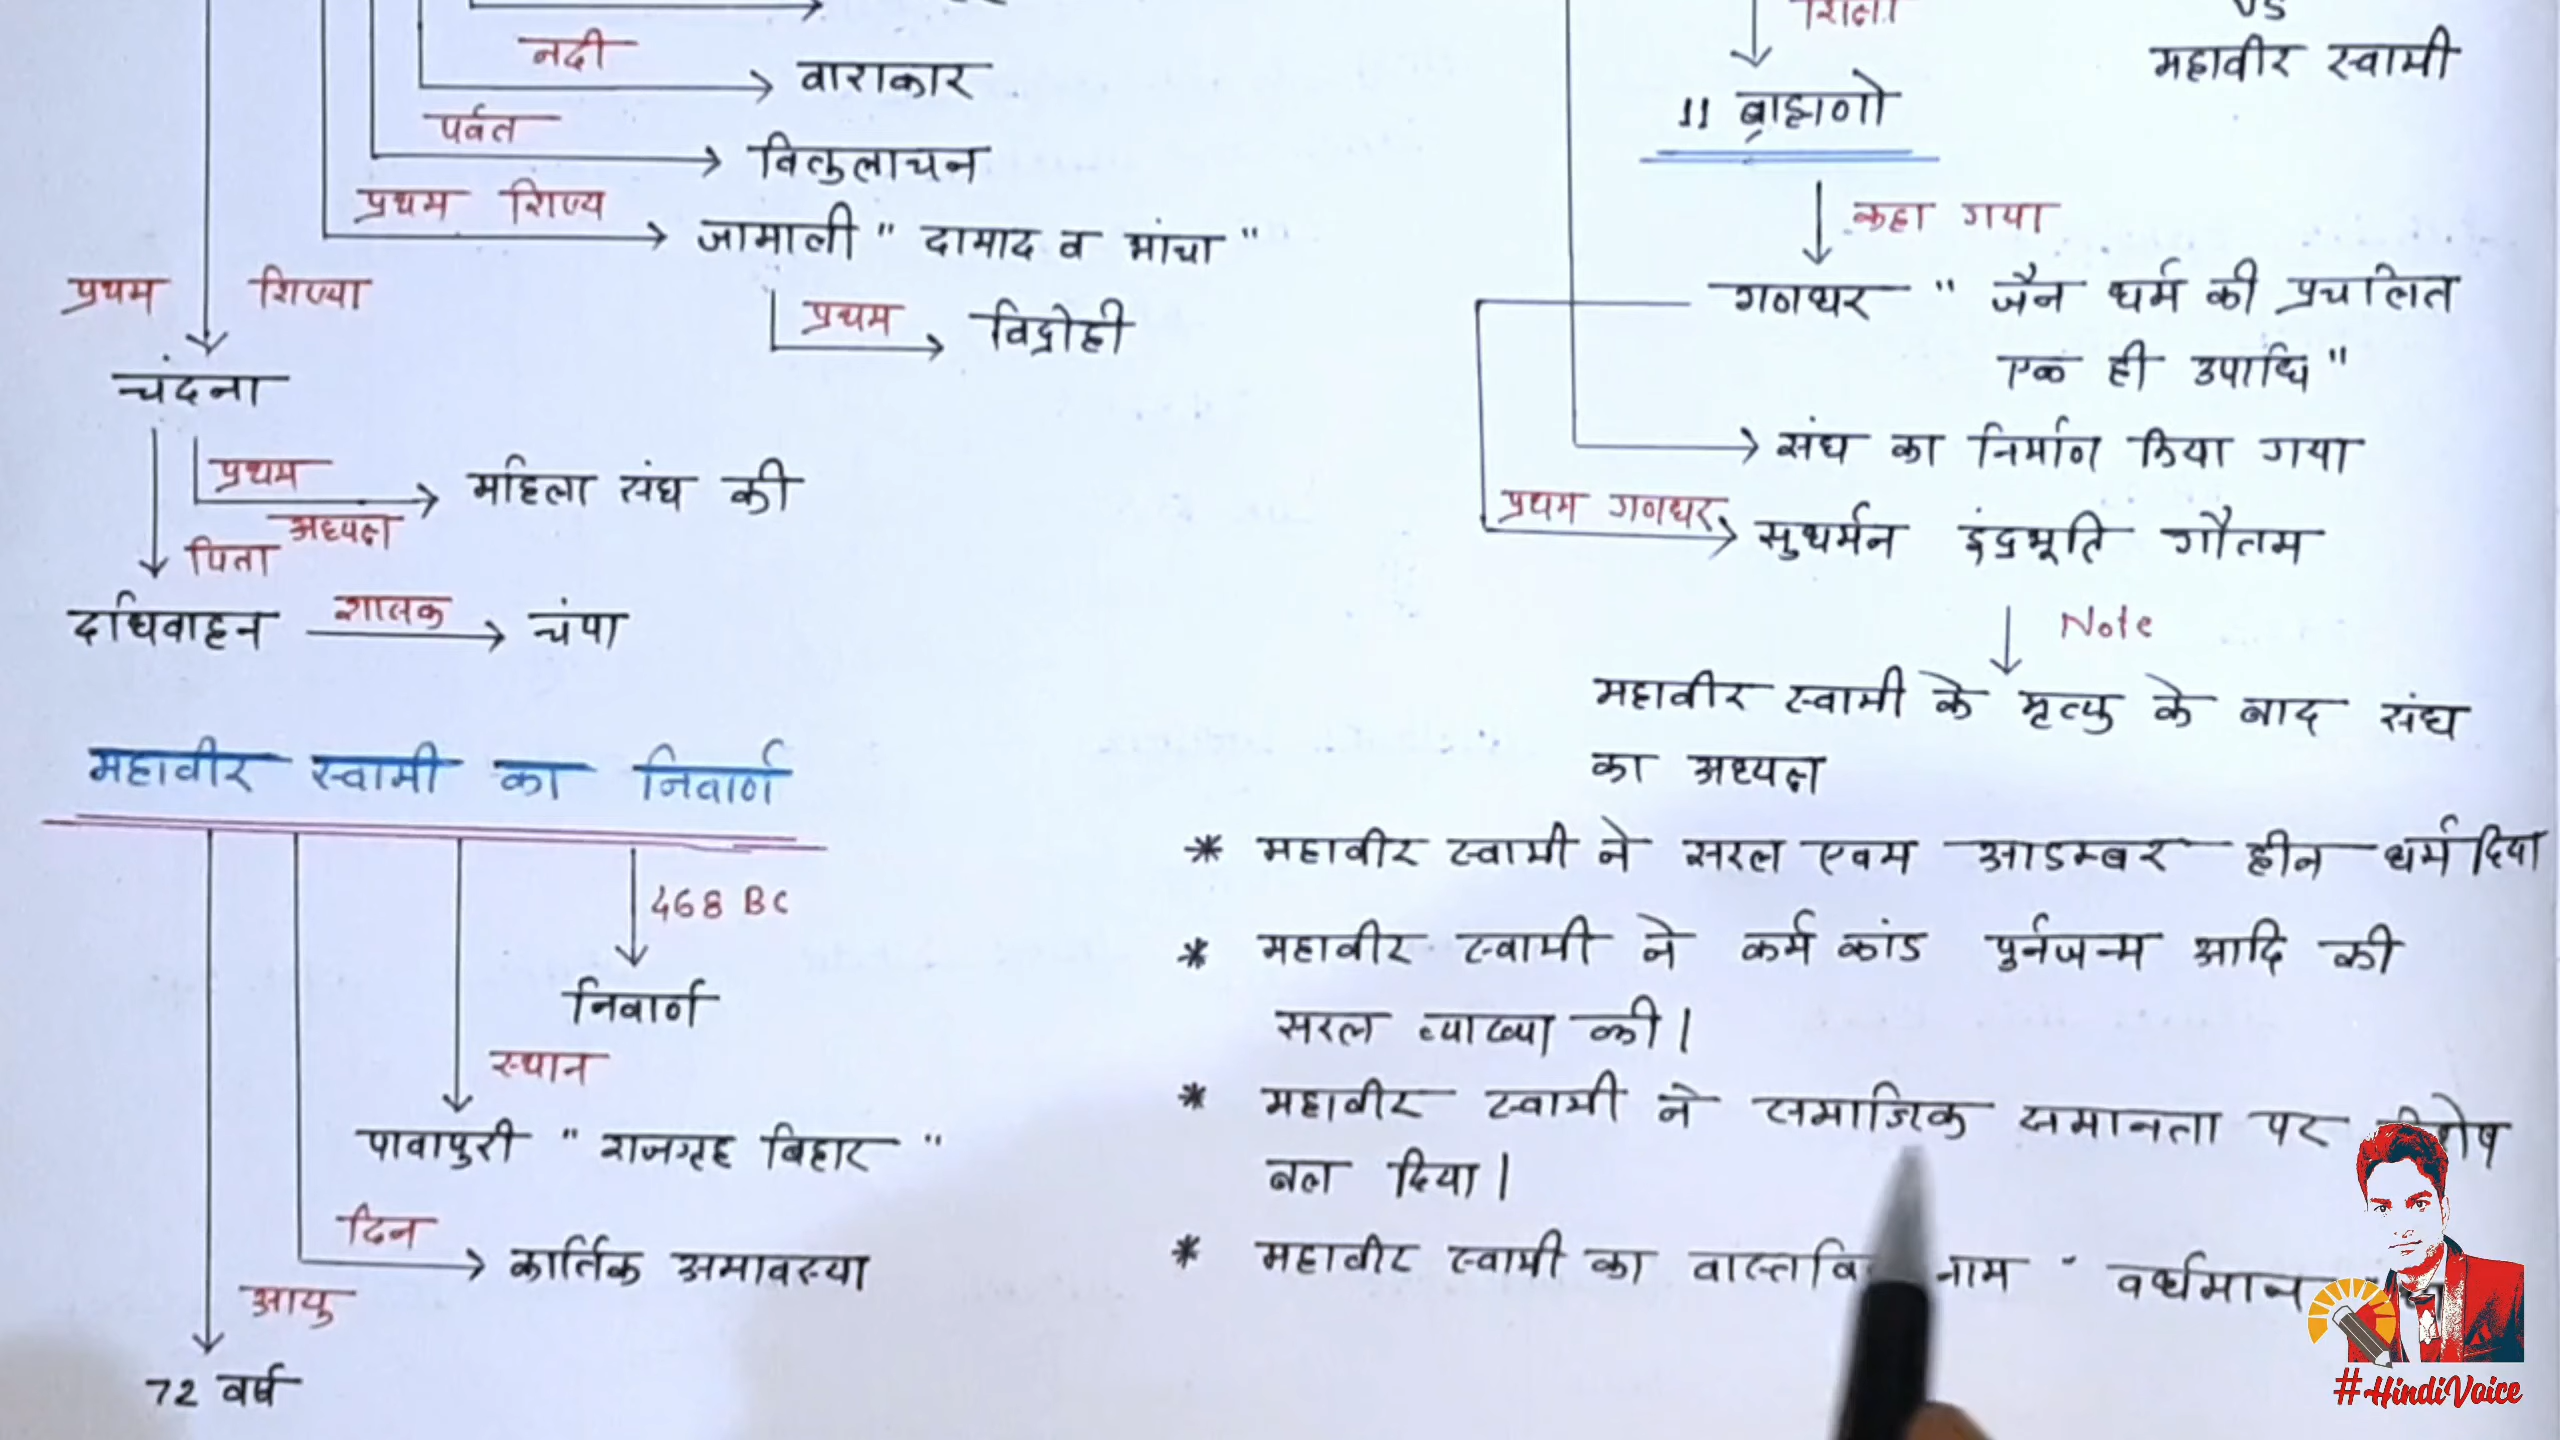 नदी
वाराकार
पर्वत
वितुलाचन
प्रथम शिष्य
जामाली " दामाद व भांचा "
प्रथम
विद्रोही
प्रथम शिष्या
चंदना
प्रथम
अध्यक्ष
महिला संघ की
पिता
दधिवाहन
शासक
चंपा
महावीर स्वामी का निवार्ण
468 BC
निवार्ण
स्थान
पावापुरी " राजगृह बिहार "
दिन
कार्तिक अमावस्या
आयु
72 वर्ष
VS
महावीर स्वामी
11 ब्राह्मणो
कहा गया
गणधर " जैन धर्म की प्रचलित
एक ही उपाधि "
संघ का निर्माण किया गया
प्रथम गणधर
सुधर्मन इंद्रभूति गौतम
Note
महावीर स्वामी के मृत्यु के बाद संघ
का अध्यक्ष
* महावीर स्वामी ने सरल एवम आडम्बर हीन धर्म दिया
* महावीर स्वामी ने कर्म कांड पुर्नजन्म आदि की
सरल व्याख्या की।
* महावीर स्वामी ने समाजिक समानता पर
बल दिया।
* महावीर स्वामी का नाम " वर्धमान
#HindiVoice